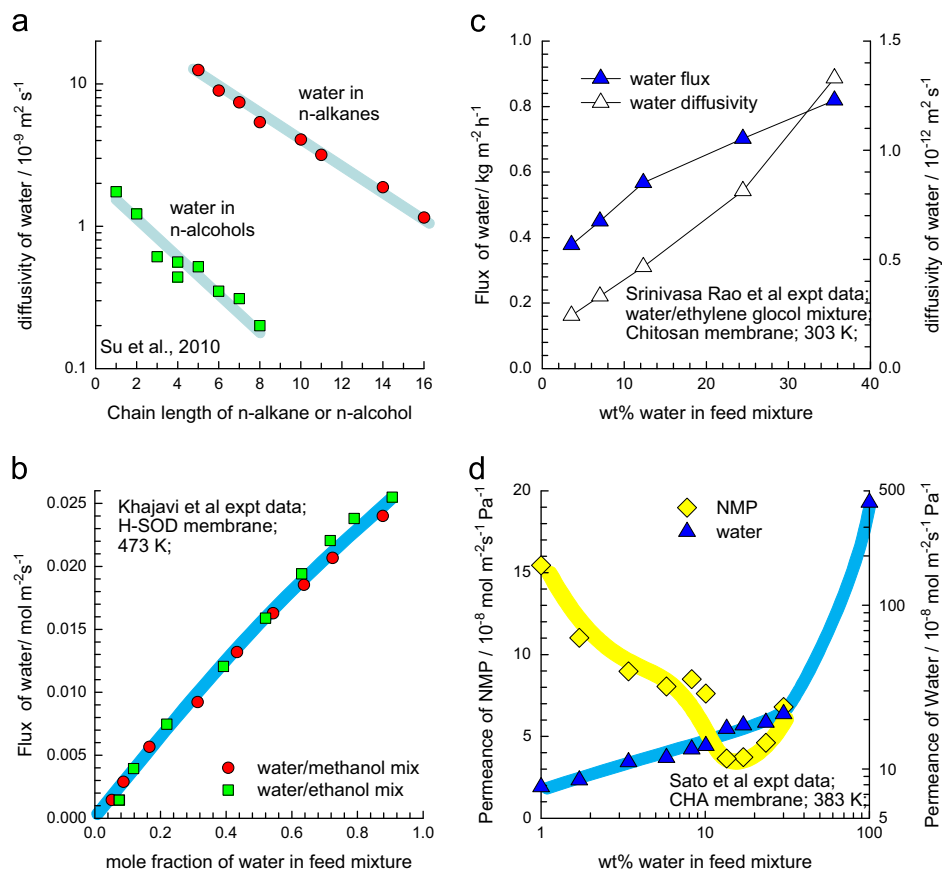 a
diffusivity of water / 10-9 m2 s-1
10
1
0.1
water in
n-alkanes
water in
n-alcohols
Su et al., 2010
0 2 4 6 8 10 12 14 16
Chain length of n-alkane or n-alcohol
c
Flux of water/ kg m-2 h-1
1.0
0.8
0.6
0.4
0.2
0.0
water flux
water diffusivity
Srinivasa Rao et al expt data;
water/ethylene glocol mixture;
Chitosan membrane; 303 K;
0 10 20 30 40
wt% water in feed mixture
1.5
1.0
0.5
0.0
diffusivity of water / 10-12 m2 s-1
b
Flux of water/ mol m-2s-1
0.025
0.020
0.015
0.010
0.005
0.000
Khajavi et al expt data;
H-SOD membrane;
473 K;
water/methanol mix
water/ethanol mix
0.0 0.2 0.4 0.6 0.8 1.0
mole fraction of water in feed mixture
d
Permeance of NMP / 10-8 mol m-2s-1 Pa-1
20
15
10
5
0
NMP
water
Sato et al expt data;
CHA membrane; 383 K;
1 10 100
wt% water in feed mixture
500
100
10
5
Permeance of Water / 10-8 mol m-2s-1 Pa-1